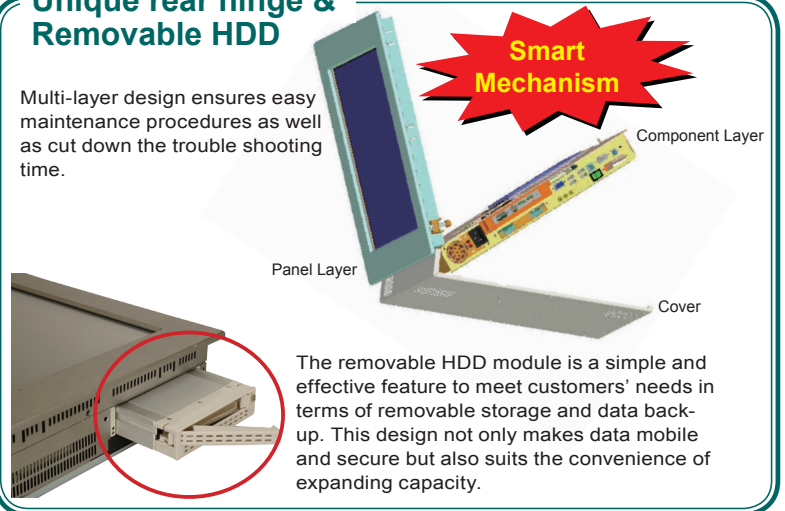 Unique rear hinge &
Removable HDD
Smart
Mechanism
Multi-layer design ensures easy
maintenance procedures as well
as cut down the trouble shooting
time.
Component Layer
Panel Layer
Cover
The removable HDD module is a simple and
effective feature to meet customers’ needs in
terms of removable storage and data back-
up. This design not only makes data mobile
and secure but also suits the convenience of
expanding capacity.